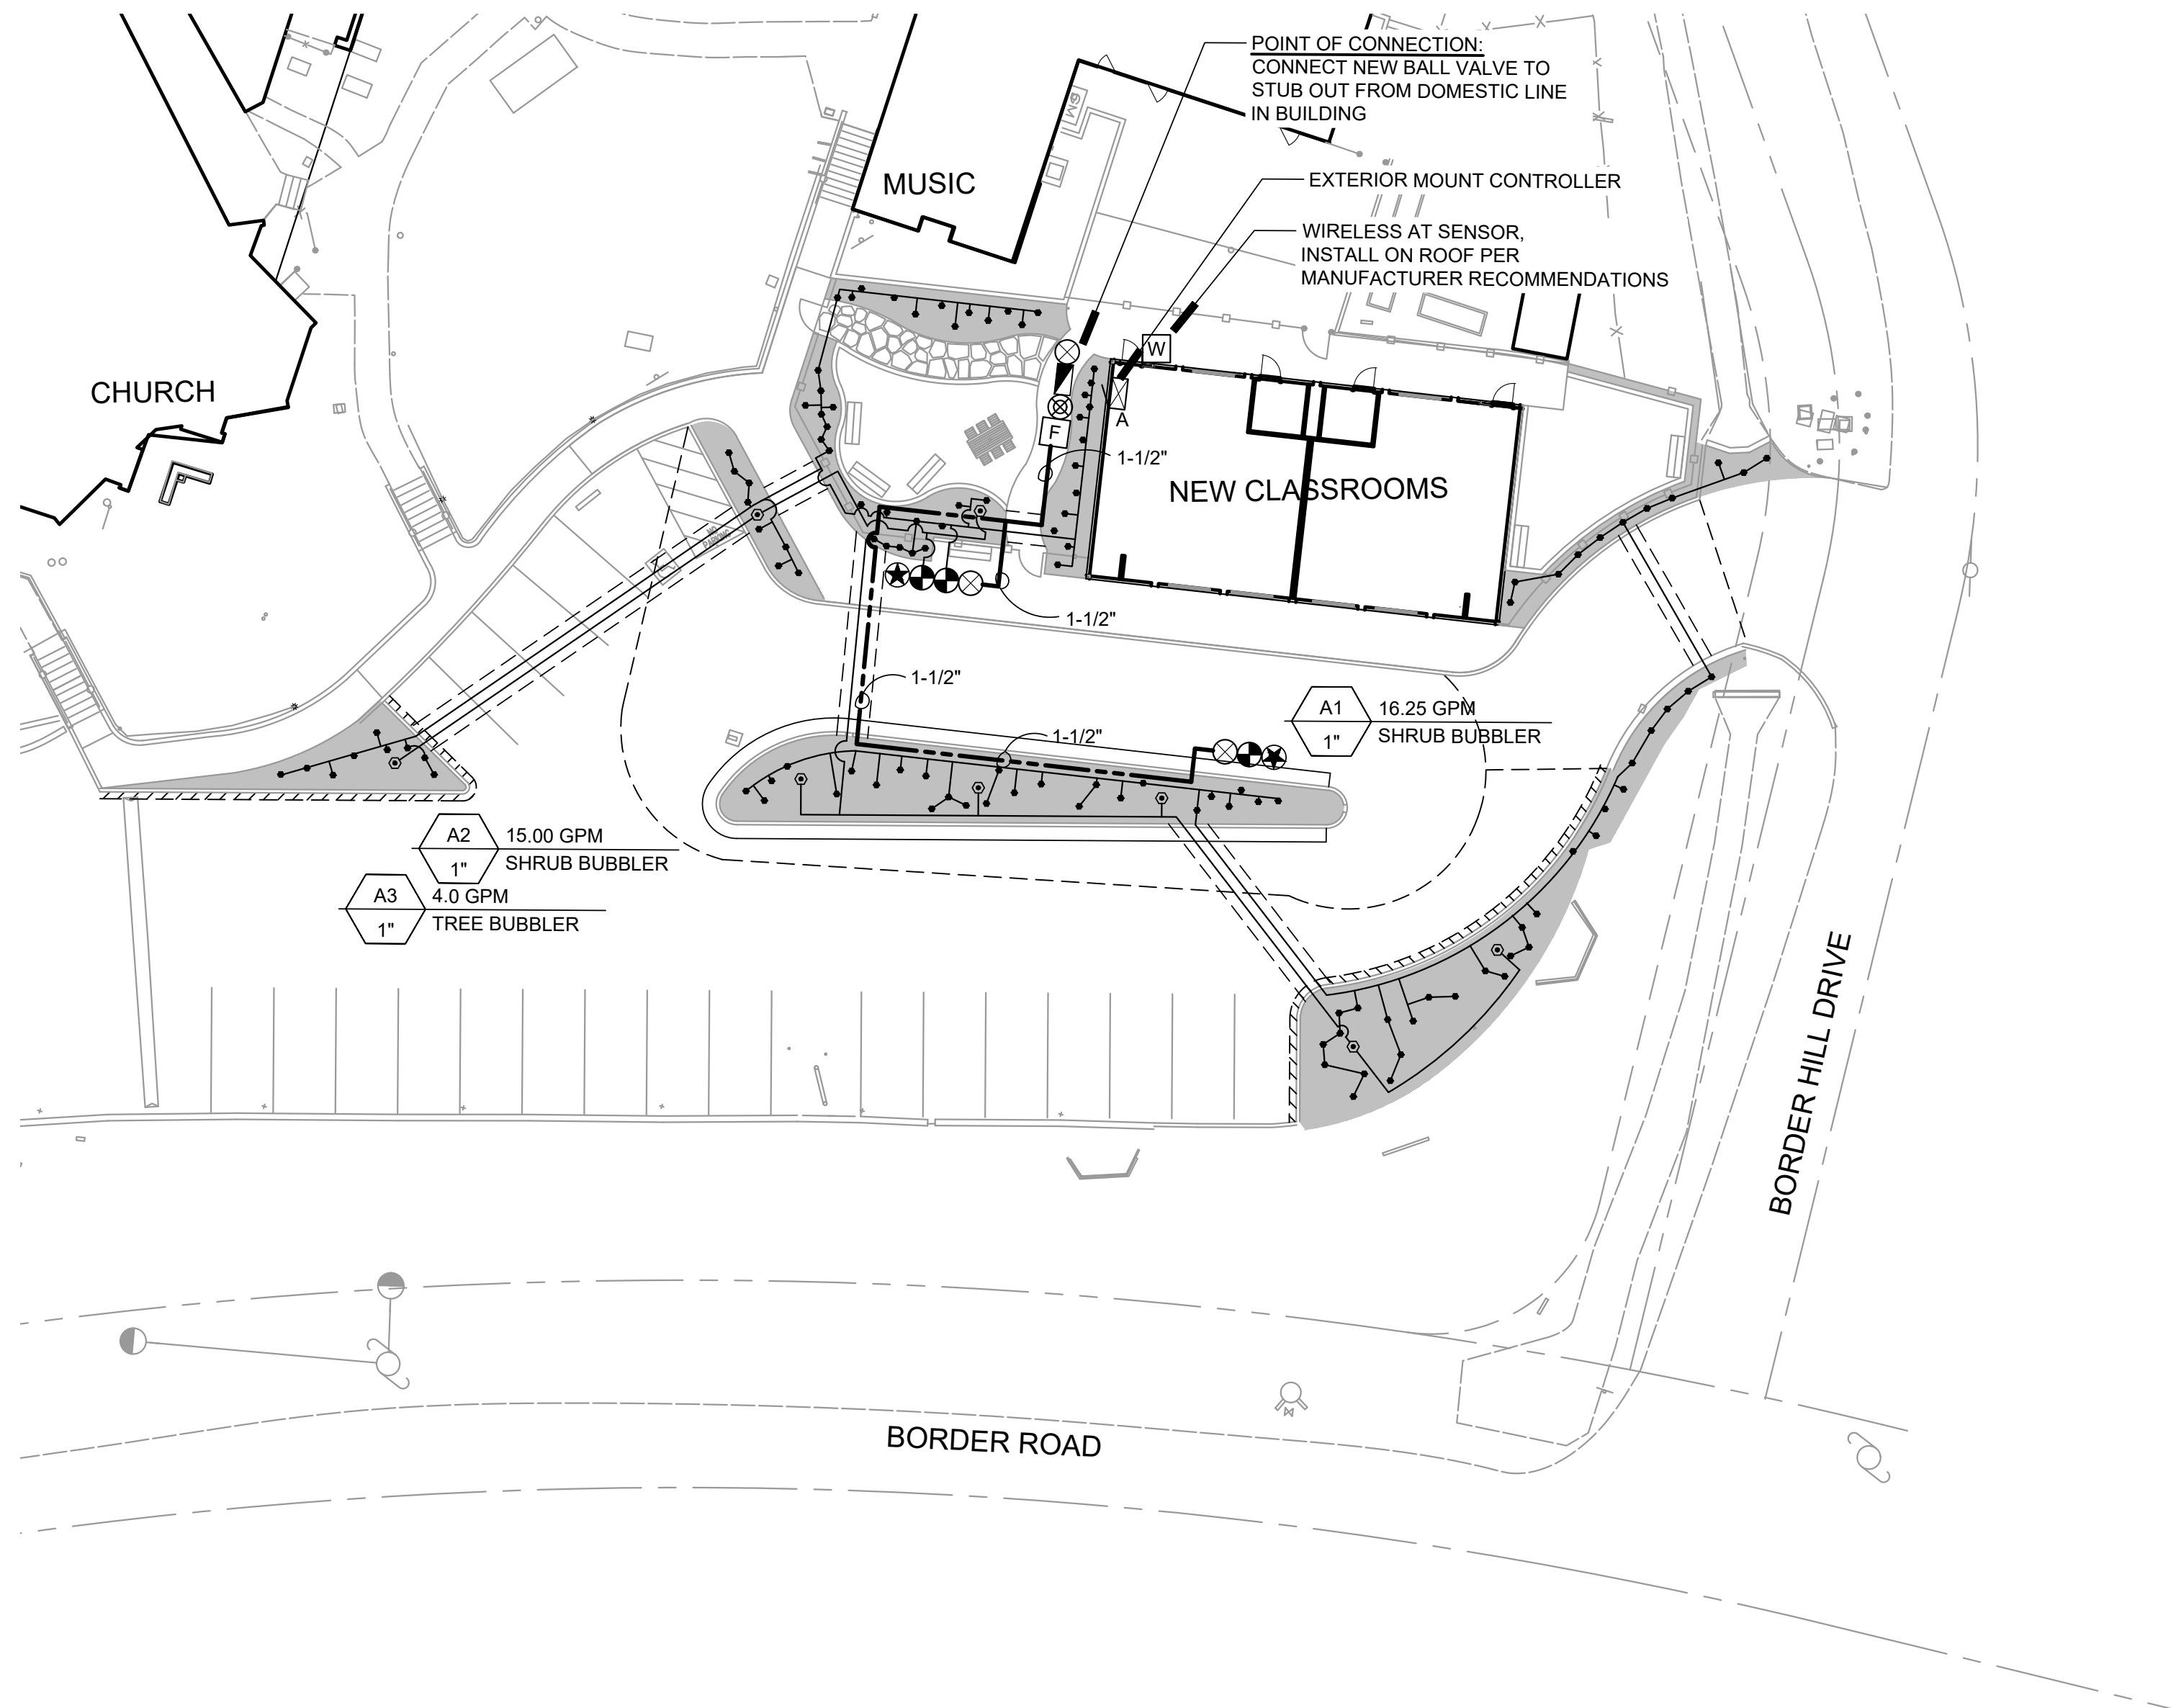 POINT OF CONNECTION:
CONNECT NEW BALL VALVE TO
STUB OUT FROM DOMESTIC LINE
IN BUILDING
GM
MUSIC
EXTERIOR MOUNT CONTROLLER
WIRELESS AT SENSOR,
INSTALL ON ROOF PER
MANUFACTURER RECOMMENDATIONS
W
CHURCH
A
F
1-1/2"
NEW CLASSROOMS
NO
PARKING
1-1/2"
1-1/2"
1-1/2"
A1
1"
16.25 GPM
SHRUB BUBBLER
A2
1"
15.00 GPM
SHRUB BUBBLER
A3
1"
4.0 GPM
TREE BUBBLER
BORDER HILL DRIVE
BORDER ROAD